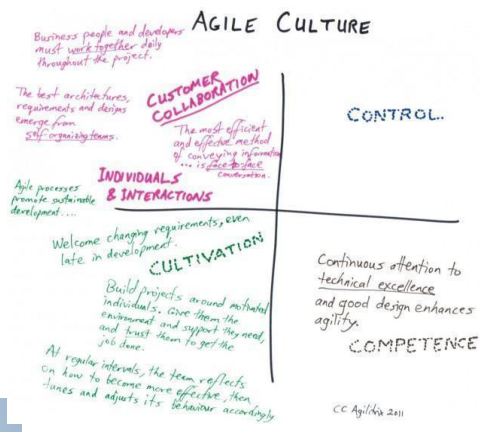 AGILE CULTURE
Business people and developers
must work together daily
throughout the project.
The best architectures,
requirements and designs
emerge from
self-organizing teams.
CUSTOMER
COLLABORATION
The most efficient
and effective method
of conveying information
... is face-to-face
conversation.
INDIVIDUALS
& INTERACTIONS
CONTROL.
Agile processes
promote sustainable
development....
Welcome changing requirements, even
late in development.
CULTIVATION
Build projects around motivated
individuals. Give them the
environment and support they need,
and trust them to get the
job done.
At regular intervals, the team reflects
on how to become more effective, then
tunes and adjusts its behaviour accordingly
Continuous attention to
technical excellence
and good design enhances
agility.
COMPETENCE
CC Agilitrix 2011